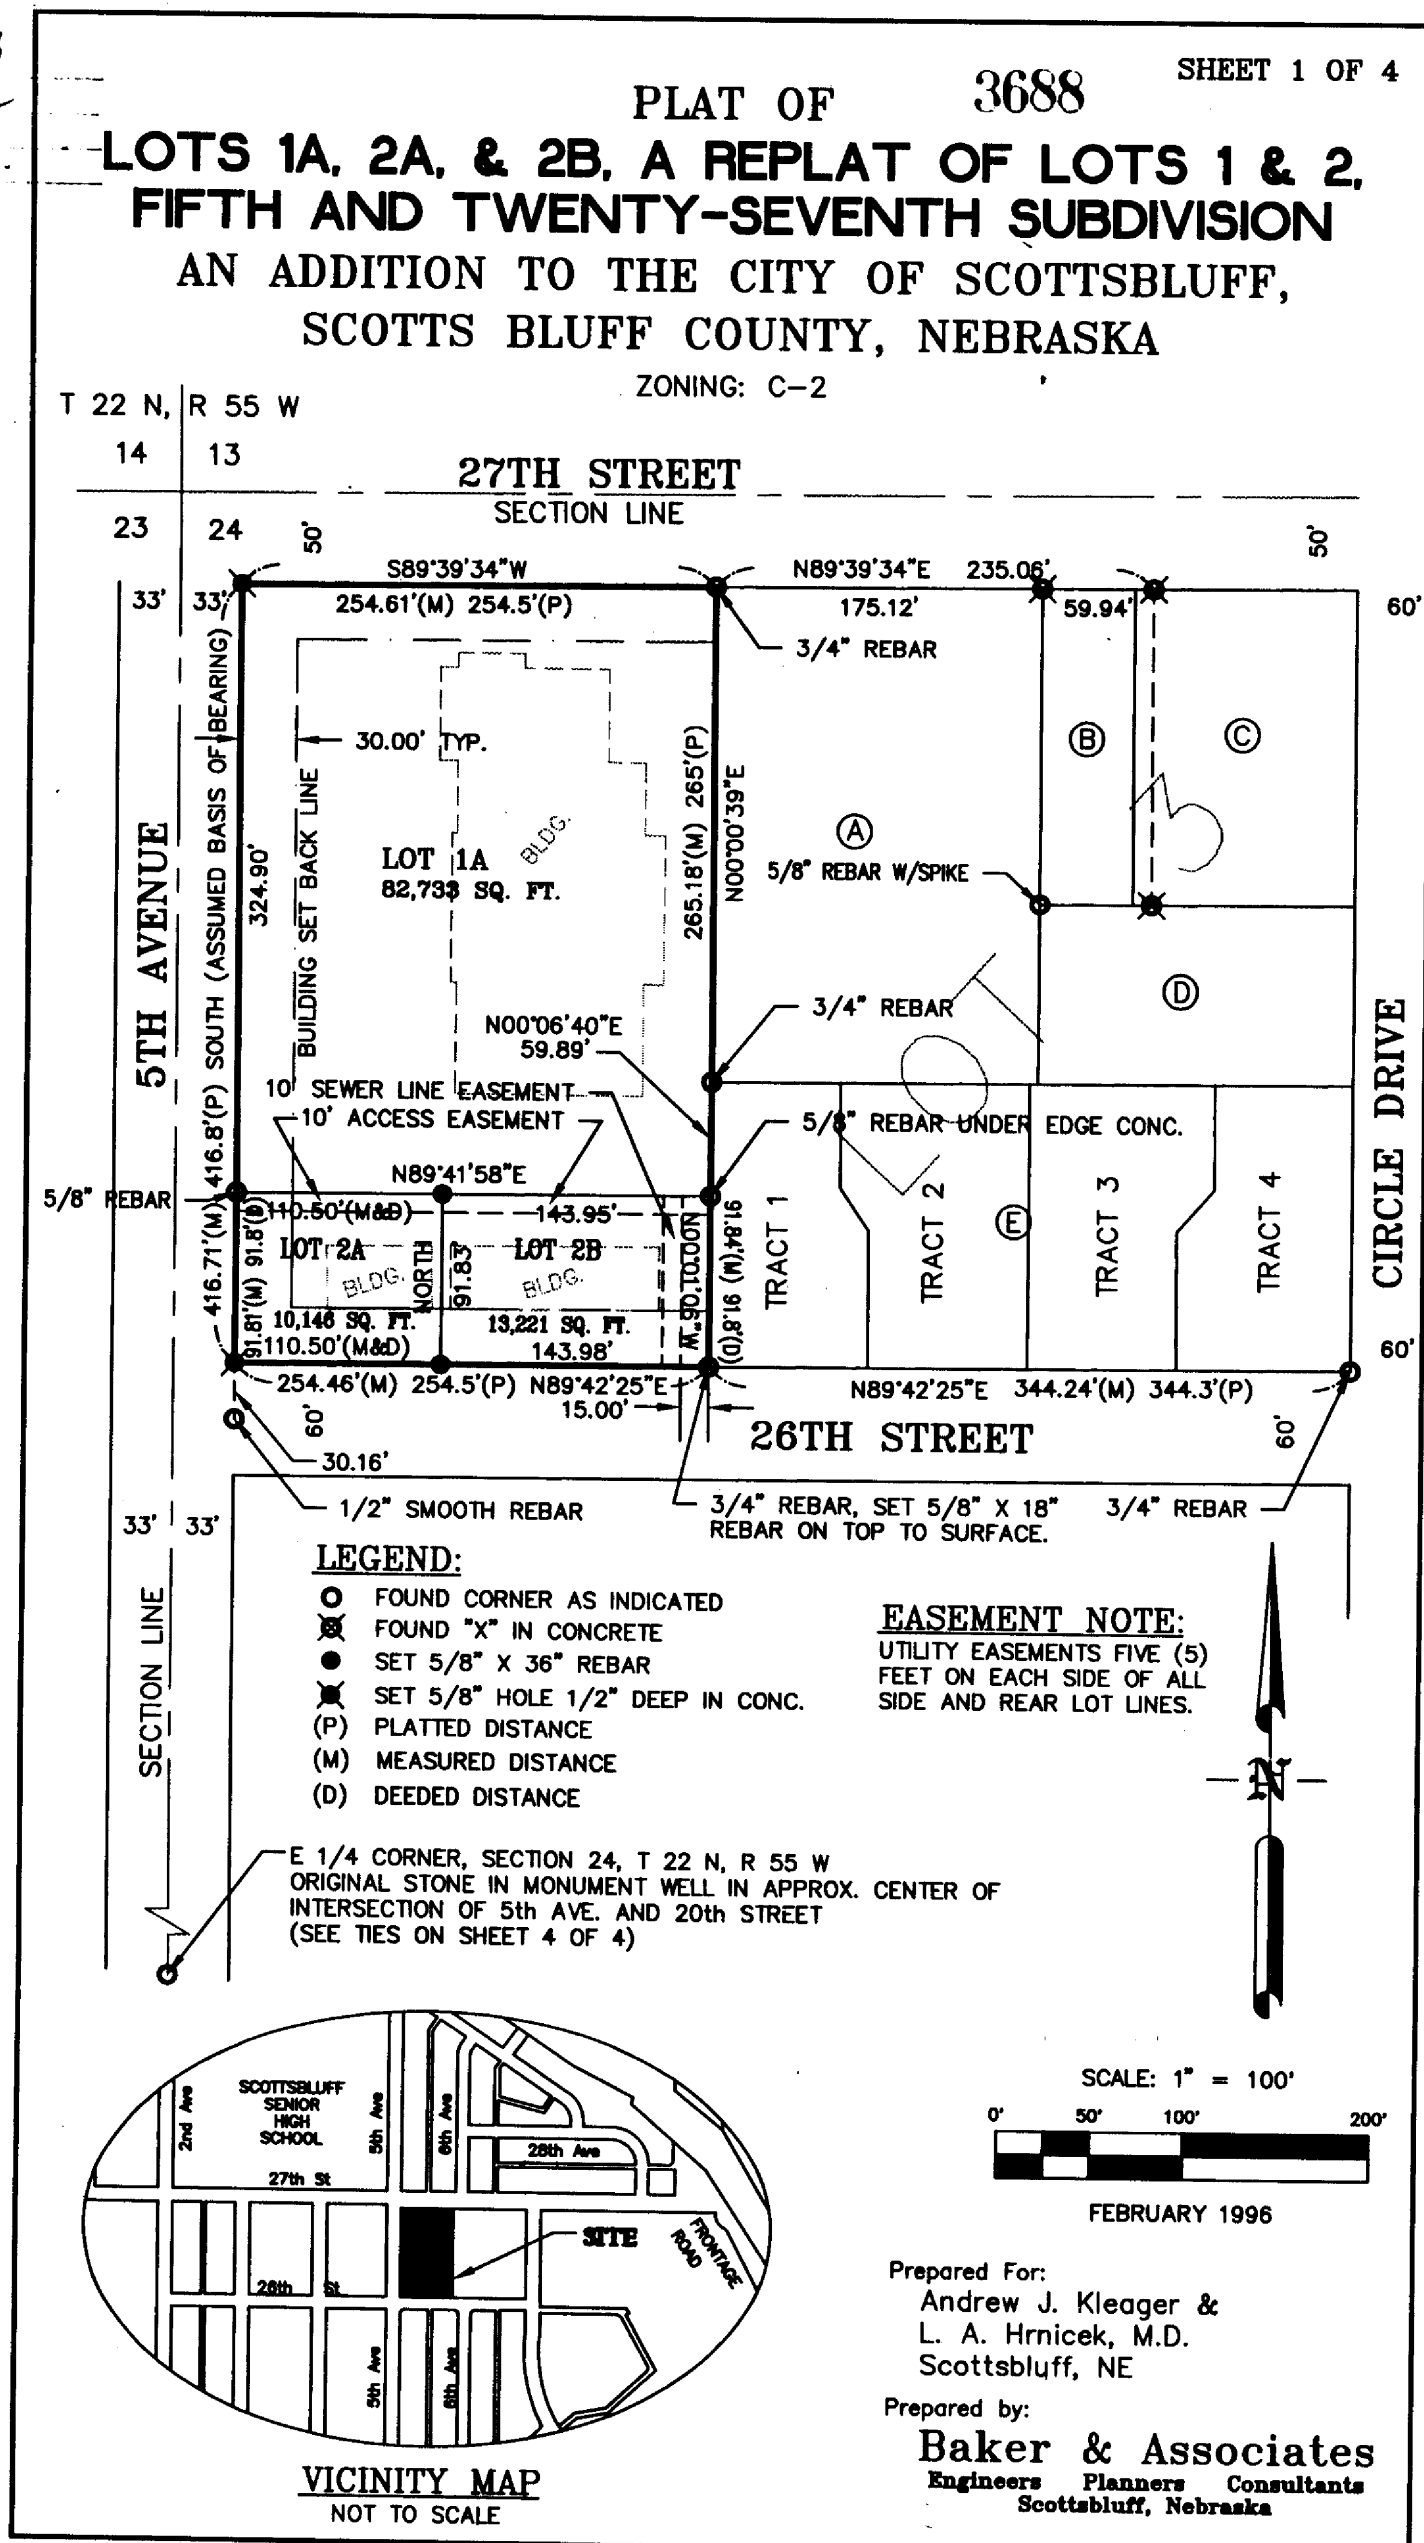 SHEET 1 OF 4
3688
PLAT OF
LOTS 1A, 2A, & 2B, A REPLAT OF LOTS 1 & 2,
FIFTH AND TWENTY-SEVENTH SUBDIVISION
AN ADDITION TO THE CITY OF SCOTTSBLUFF,
SCOTTS BLUFF COUNTY, NEBRASKA
ZONING: C-2
T 22 N, R 55 W
14 13
27TH STREET
SECTION LINE
23 24
50'
50'
S89°39'34"W
N89°39'34"E 235.06'
33' 33'
254.61'(M) 254.5'(P)
175.12'
59.94'
60'
3/4" REBAR
30.00' TYP.
B
C
5TH AVENUE
416.71'(M) 416.8'(P) SOUTH (ASSUMED BASIS OF BEARING)
324.90'
BUILDING SET BACK LINE
BLDG.
LOT 1A
82,733 SQ. FT.
265.18'(M) 265'(P)
N00°00'39"E
A
5/8" REBAR W/SPIKE
LOT 3
D
3/4" REBAR
N00°06'40"E
59.89'
CIRCLE DRIVE
10' SEWER LINE EASEMENT
10' ACCESS EASEMENT
5/8" REBAR UNDER EDGE CONC.
5/8" REBAR
N89°41'58"E
110.50'(M&D)
143.95'
91.81'(M) 91.8'(D)
LOT 2A
BLDG.
NORTH
91.83'
LOT 2B
BLDG.
N00°01'06"W
91.84'(M) 91.8'(D)
TRACT 1
TRACT 2
E
TRACT 3
TRACT 4
10,146 SQ. FT.
13,221 SQ. FT.
110.50'(M&D)
143.98'
60'
254.46'(M) 254.5'(P) N89°42'25"E
N89°42'25"E 344.24'(M) 344.3'(P)
15.00'
60'
60'
26TH STREET
30.16'
1/2" SMOOTH REBAR
3/4" REBAR, SET 5/8" X 18"
REBAR ON TOP TO SURFACE.
3/4" REBAR
33' 33'
SECTION LINE
LEGEND:
FOUND CORNER AS INDICATED
FOUND "X" IN CONCRETE
SET 5/8" X 36" REBAR
SET 5/8" HOLE 1/2" DEEP IN CONC.
(P) PLATTED DISTANCE
(M) MEASURED DISTANCE
(D) DEEDED DISTANCE
EASEMENT NOTE:
UTILITY EASEMENTS FIVE (5)
FEET ON EACH SIDE OF ALL
SIDE AND REAR LOT LINES.
N
E 1/4 CORNER, SECTION 24, T 22 N, R 55 W
ORIGINAL STONE IN MONUMENT WELL IN APPROX. CENTER OF
INTERSECTION OF 5th AVE. AND 20th STREET
(SEE TIES ON SHEET 4 OF 4)
2nd Ave
SCOTTSBLUFF
SENIOR
HIGH
SCHOOL
5th Ave
6th Ave
28th Ave
27th St
SITE
FRONTAGE
ROAD
26th St
5th Ave
6th Ave
VICINITY MAP
NOT TO SCALE
SCALE: 1" = 100'
0' 50' 100' 200'
FEBRUARY 1996
Prepared For:
Andrew J. Kleager &
L. A. Hrnicek, M.D.
Scottsbluff, NE
Prepared by:
Baker & Associates
Engineers Planners Consultants
Scottsbluff, Nebraska